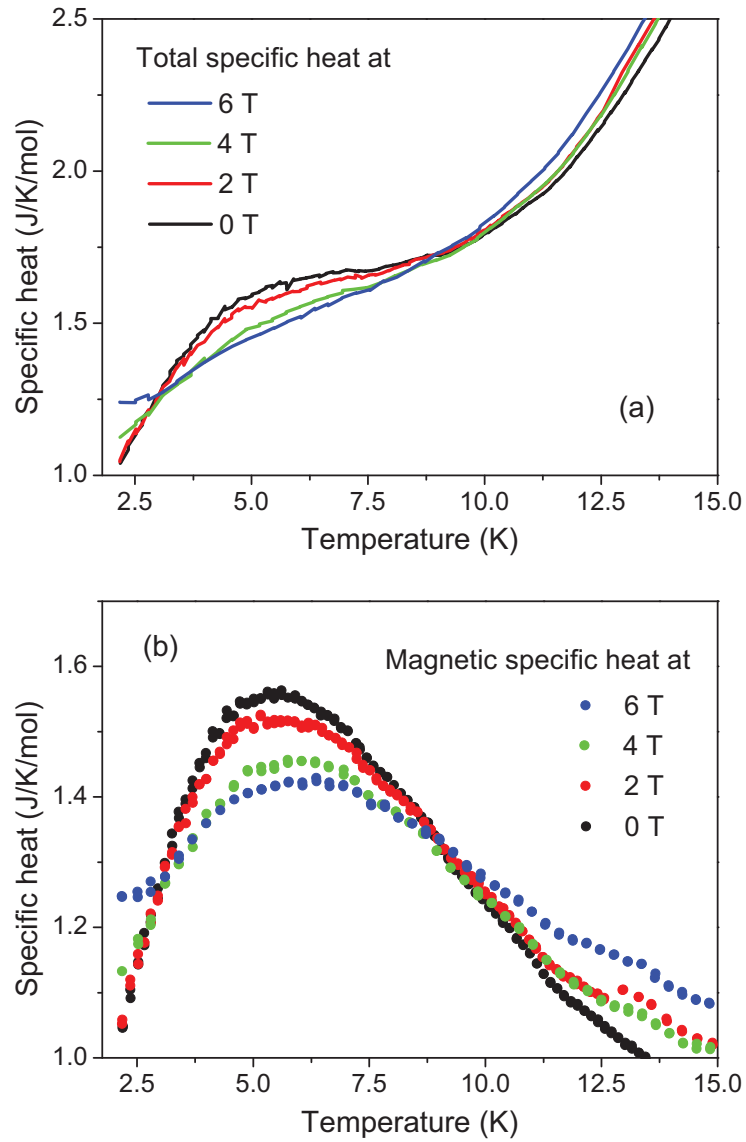 2.5
Total specific heat at
6 T
4 T
2 T
0 T
2.0
1.5
1.0
Specific heat (J/K/mol)
(a)
2.5 5.0 7.5 10.0 12.5 15.0
Temperature (K)
(b)
Magnetic specific heat at
6 T
4 T
2 T
0 T
1.6
1.4
1.2
1.0
Specific heat (J/K/mol)
2.5 5.0 7.5 10.0 12.5 15.0
Temperature (K)